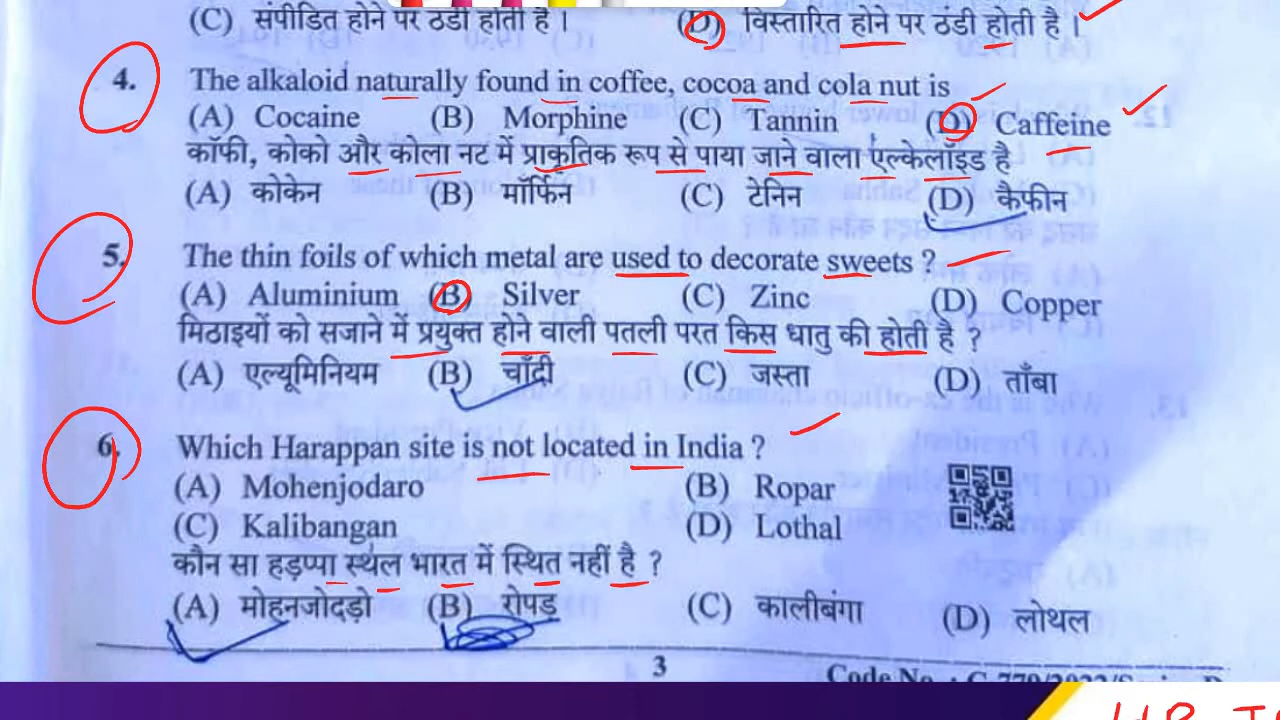 (C) संपीडित होने पर ठंडी होती है । (D) विस्तारित होने पर ठंडी होती है ।
4. The alkaloid naturally found in coffee, cocoa and cola nut is
(A) Cocaine (B) Morphine (C) Tannin (D) Caffeine
कॉफी, कोको और कोला नट में प्राकृतिक रूप से पाया जाने वाला एल्केलॉइड है
(A) कोकेन (B) मॉर्फिन (C) टेनिन (D) कैफीन
5. The thin foils of which metal are used to decorate sweets ?
(A) Aluminium (B) Silver (C) Zinc (D) Copper
मिठाइयों को सजाने में प्रयुक्त होने वाली पतली परत किस धातु की होती है ?
(A) एल्यूमिनियम (B) चाँदी (C) जस्ता (D) ताँबा
6. Which Harappan site is not located in India ?
(A) Mohenjodaro (B) Ropar
(C) Kalibangan (D) Lothal
कौन सा हड़प्पा स्थल भारत में स्थित नहीं है ?
(A) मोहनजोदड़ो (B) रोपड़ (C) कालीबंगा (D) लोथल
3
Code No. :